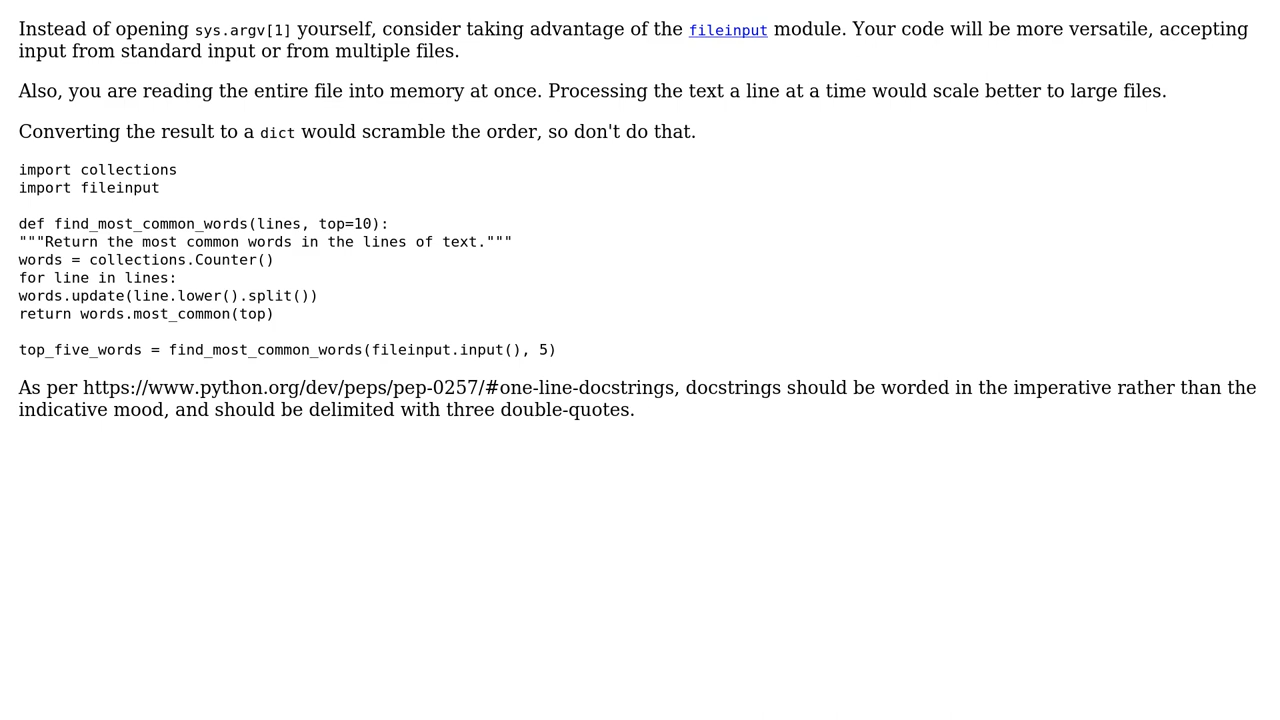 Instead of opening sys.argv[1] yourself, consider taking advantage of the fileinput module. Your code will be more versatile, accepting
input from standard input or from multiple files.
Also, you are reading the entire file into memory at once. Processing the text a line at a time would scale better to large files.
Converting the result to a dict would scramble the order, so don't do that.
import collections
import fileinput
def find_most_common_words(lines, top=10):
"""Return the most common words in the lines of text."""
words = collections.Counter()
for line in lines:
words.update(line.lower().split())
return words.most_common(top)
top_five_words = find_most_common_words(fileinput.input(), 5)
As per https://www.python.org/dev/peps/pep-0257/#one-line-docstrings, docstrings should be worded in the imperative rather than the
indicative mood, and should be delimited with three double-quotes.